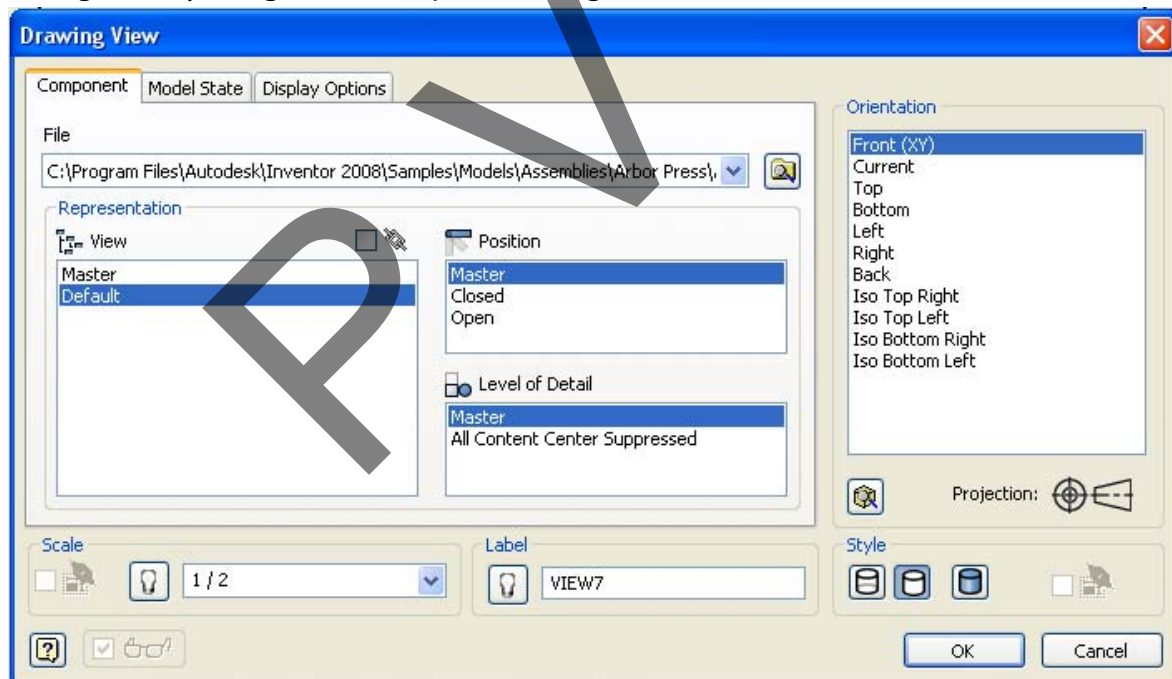 Drawing View
Component Model State Display Options
File
C:\Program Files\Autodesk\Inventor 2008\Samples\Models\Assemblies\Arbor Press\
Representation
View
Master
Default
Position
Master
Closed
Open
Level of Detail
Master
All Content Center Suppressed
Orientation
Front (XY)
Current
Top
Bottom
Left
Right
Back
Iso Top Right
Iso Top Left
Iso Bottom Right
Iso Bottom Left
Projection:
Scale
1 / 2
Label
VIEW7
Style
OK Cancel
P V